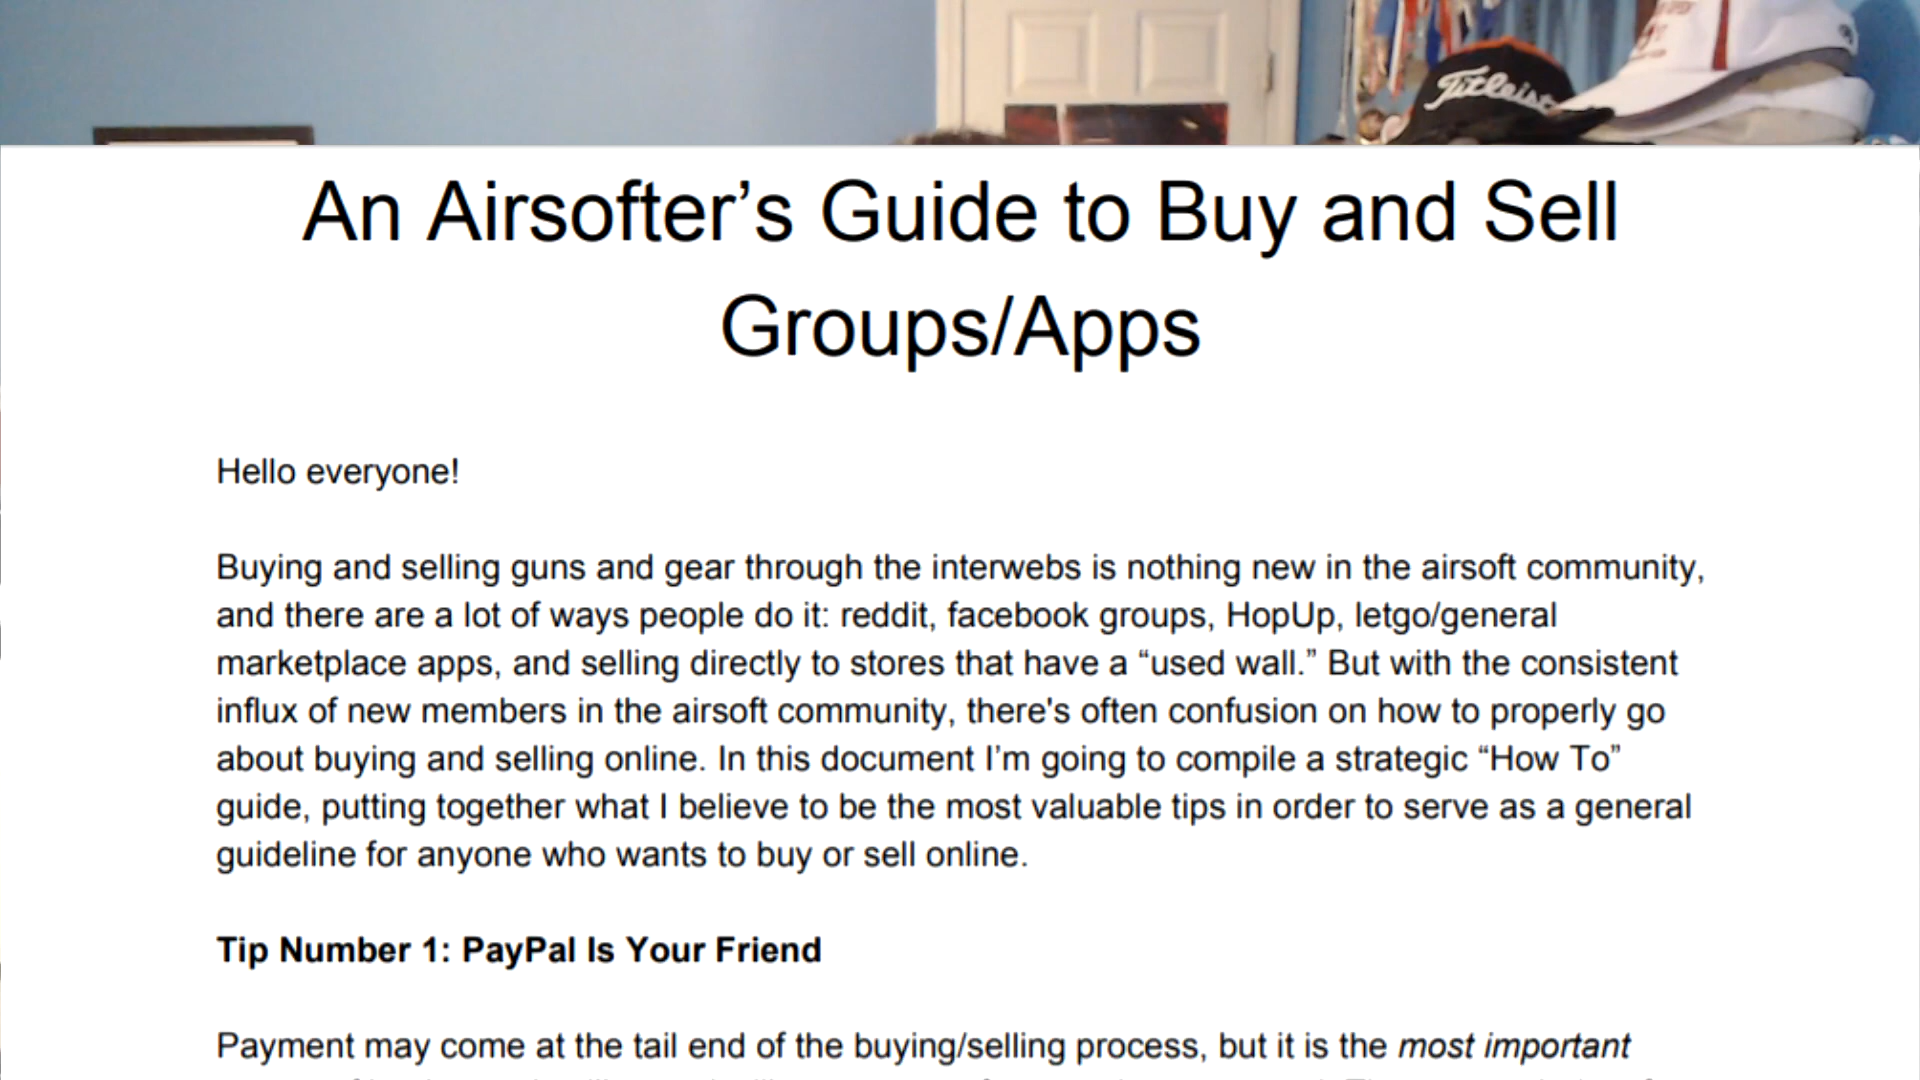 Titleist
An Airsofter’s Guide to Buy and Sell
Groups/Apps
Hello everyone!
Buying and selling guns and gear through the interwebs is nothing new in the airsoft community,
and there are a lot of ways people do it: reddit, facebook groups, HopUp, letgo/general
marketplace apps, and selling directly to stores that have a “used wall.” But with the consistent
influx of new members in the airsoft community, there's often confusion on how to properly go
about buying and selling online. In this document I’m going to compile a strategic “How To”
guide, putting together what I believe to be the most valuable tips in order to serve as a general
guideline for anyone who wants to buy or sell online.
Tip Number 1: PayPal Is Your Friend
Payment may come at the tail end of the buying/selling process, but it is the most important